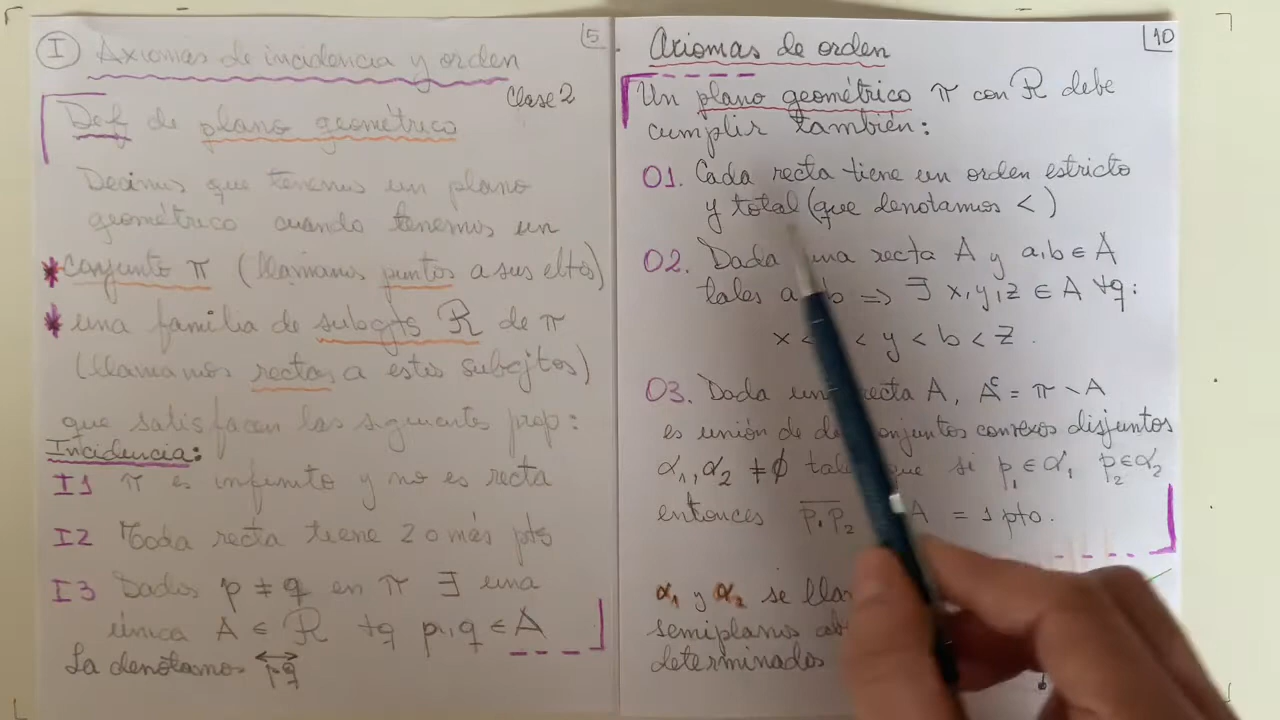 I Axiomas de incidencia y orden
5
Clase 2
Def de plano geométrico
Decimos que tenemos un plano
geométrico cuando tenemos un
* conjunto π (llamamos puntos a sus eltos)
* una familia de subcjts R de π
(llamamos rectas a estos subcjtos)
que satisfacen las siguientes prop:
Incidencia:
I1 π es infinito y no es recta
I2 Toda recta tiene 2 o más pts
I3 Dados p ≠ q en π ∃ una
única A ∈ R tq p,q ∈ A
La denotamos pq
Axiomas de orden
10
Un plano geométrico π con R debe
cumplir también:
O1. Cada recta tiene un orden estricto
y total (que denotamos <)
O2. Dada una recta A y a,b ∈ A
tales a b ⇒ ∃ x,y,z ∈ A tq:
x < < y < b < z.
O3. Dada una recta A, Aᶜ = π \ A
es unión de conjuntos convexos disjuntos
α₁, α₂ ≠ ∅ que si p₁ ∈ α₁ p₂ ∈ α₂
entonces p₁p₂ A = 1 pto.
α₁ y α₂ se
semiplanos
determinados